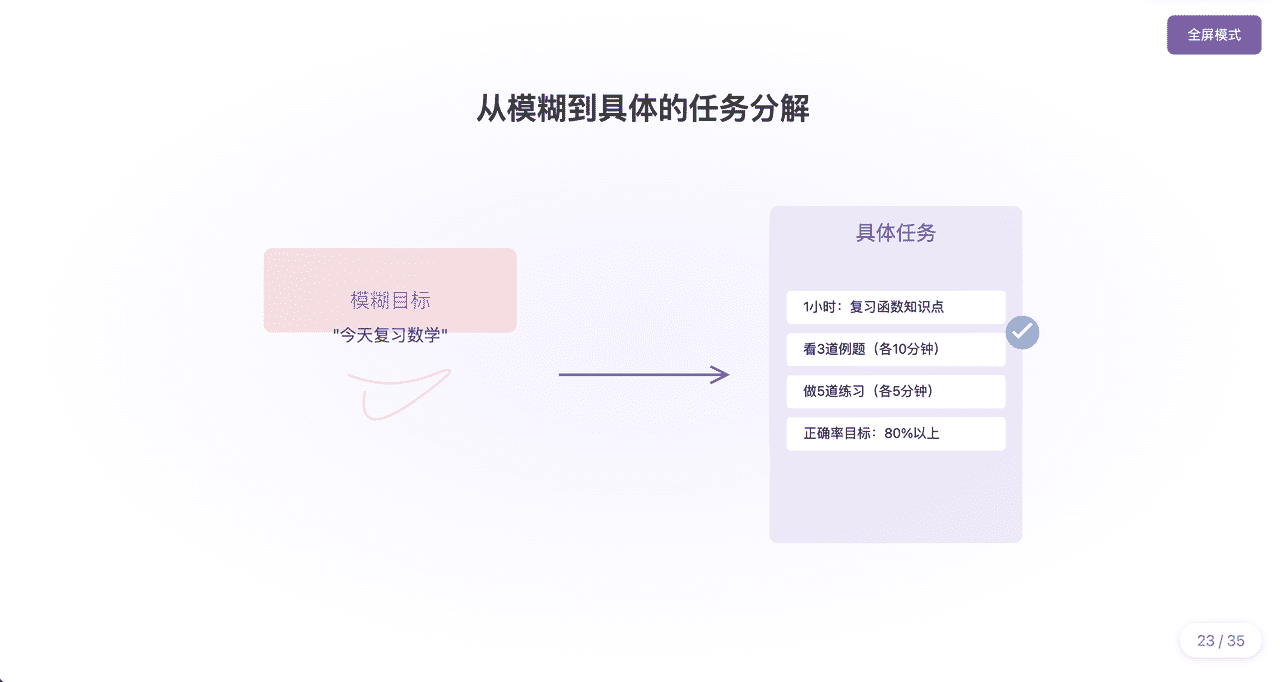 全屏模式
从模糊到具体的任务分解
模糊目标
"今天复习数学"
具体任务
1小时：复习函数知识点
看3道例题（各10分钟）
做5道练习（各5分钟）
正确率目标：80%以上
23 / 35